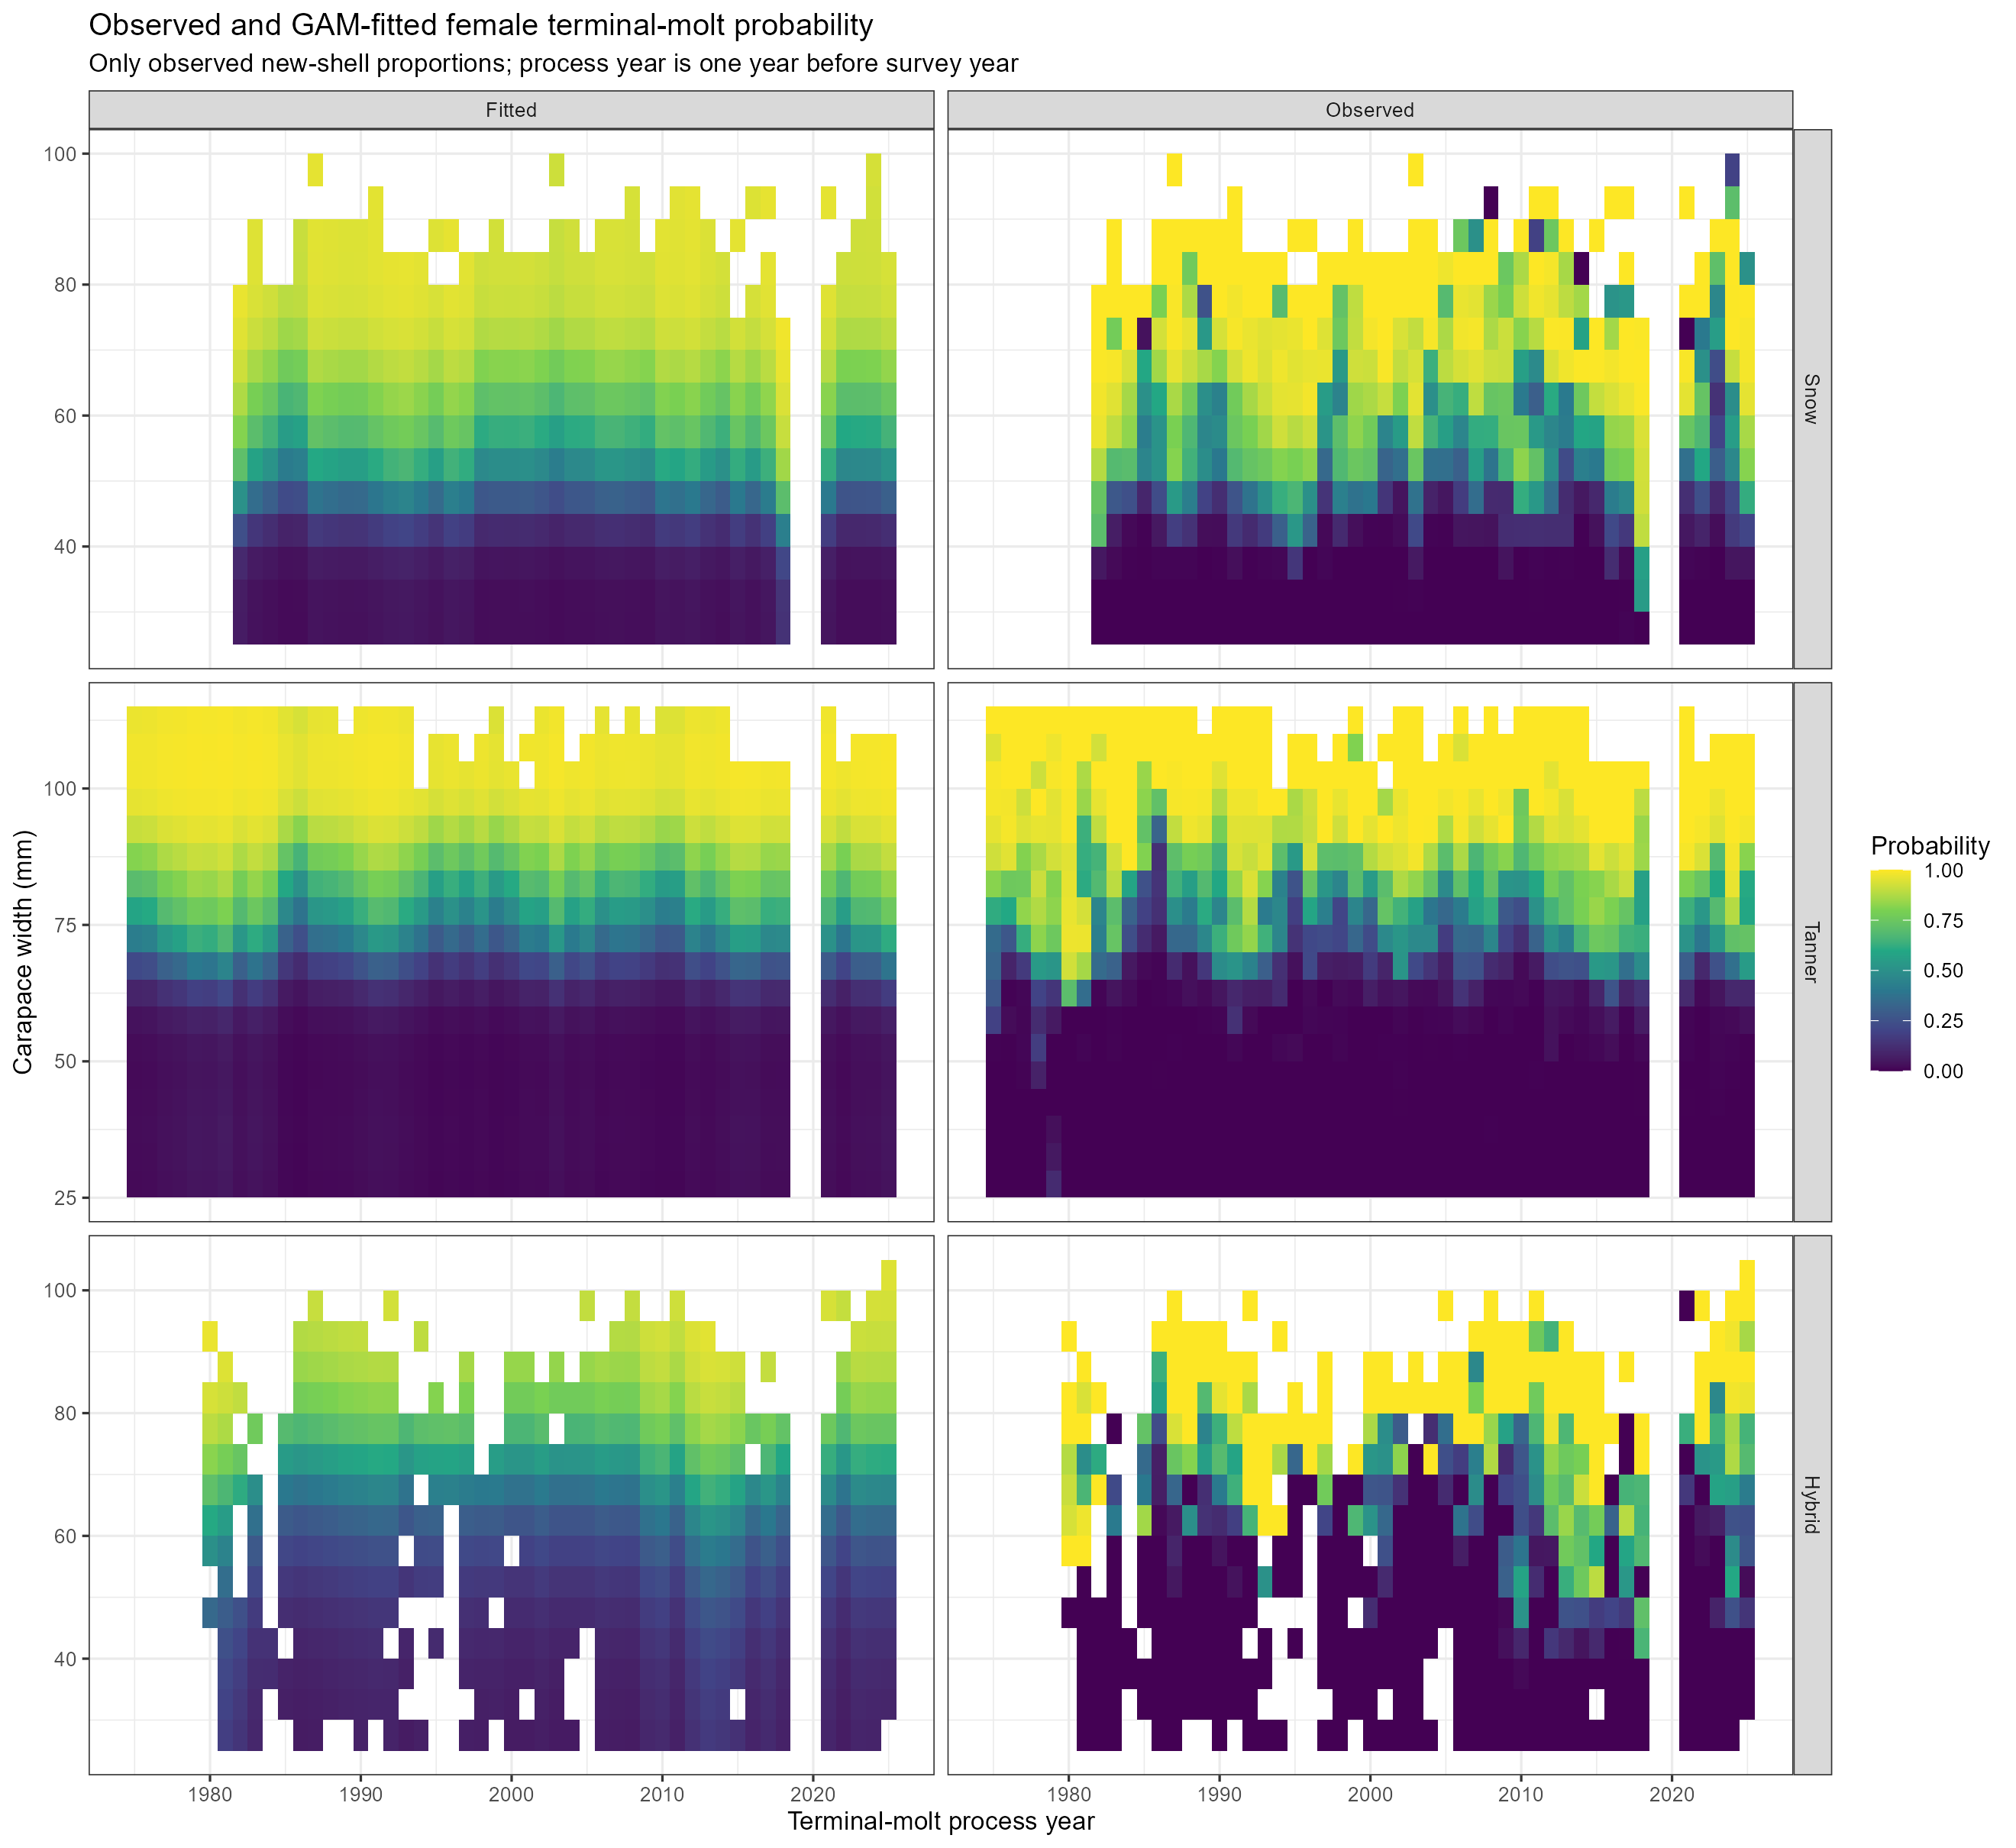 Observed and GAM-fitted female terminal-molt probability
Only observed new-shell proportions; process year is one year before survey year
Fitted
Observed
100
80
60
40
Snow
100
75
50
25
Tanner
100
80
60
40
Hybrid
Carapace width (mm)
1980
1990
2000
2010
2020
1980
1990
2000
2010
2020
Terminal-molt process year
Probability
1.00
0.75
0.50
0.25
0.00